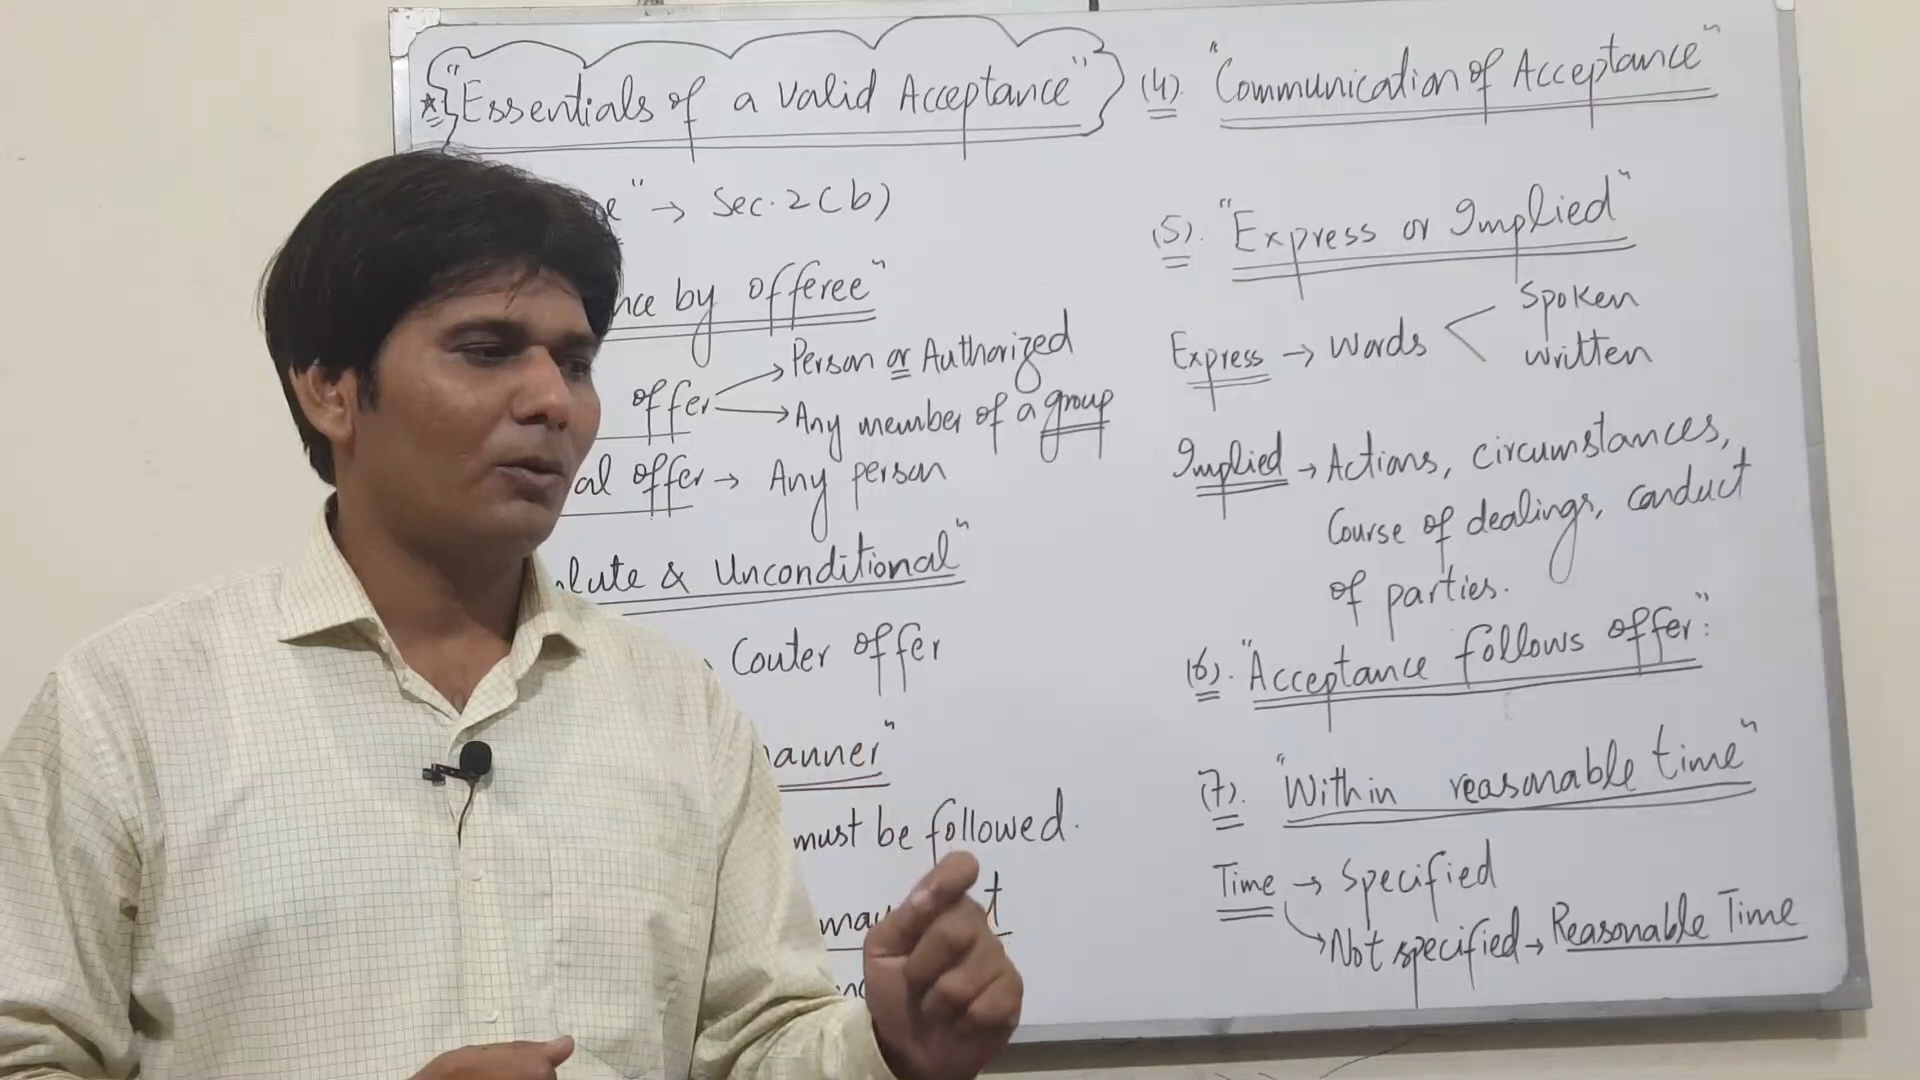 * "Essentials of a valid Acceptance"
" → Sec. 2(b)
by offeree"
offer → Person or Authorized
→ Any member of a group
offer → Any person
& Unconditional"
Couter offer
"
must be followed.
(4). "Communication of Acceptance"
(5). "Express or Implied"
Express → Words < Spoken
written
Implied → Actions, circumstances,
Course of dealings, conduct
of parties.
(6). "Acceptance follows offer":
(7). "Within reasonable time"
Time → Specified
→ Not specified → Reasonable Time